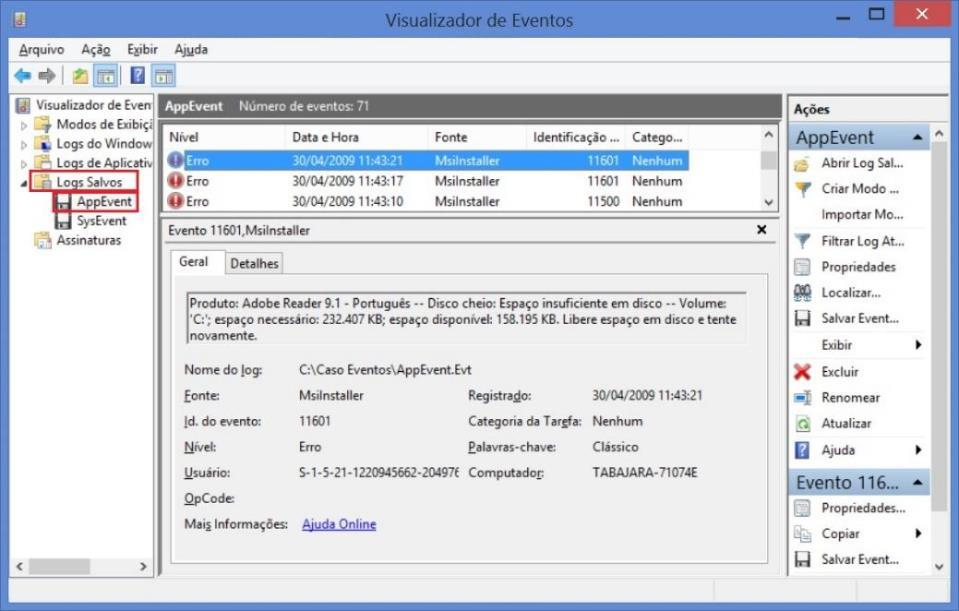 Visualizador de Eventos
Arquivo Ação Exibir Ajuda
Visualizador de Even
Modos de Exibiçã
Logs do Window
Logs de Aplicativ
Logs Salvos
AppEvent
SysEvent
Assinaturas
AppEvent Número de eventos: 71
Nível Data e Hora Fonte Identificação ... Catego...
Erro 30/04/2009 11:43:21 MsiInstaller 11601 Nenhum
Erro 30/04/2009 11:43:17 MsiInstaller 11601 Nenhum
Erro 30/04/2009 11:43:10 MsiInstaller 11500 Nenhum
Evento 11601,MsiInstaller
Geral Detalhes
Produto: Adobe Reader 9.1 - Português -- Disco cheio: Espaço insuficiente em disco -- Volume:
'C:'; espaço necessário: 232.407 KB; espaço disponível: 158.195 KB. Libere espaço em disco e tente
novamente.
Nome do log: C:\Caso Eventos\AppEvent.Evt
Fonte: MsiInstaller Registrado: 30/04/2009 11:43:21
Id. do evento: 11601 Categoria da Tarefa: Nenhum
Nível: Erro Palavras-chave: Clássico
Usuário: S-1-5-21-1220945662-204976 Computador: TABAJARA-71074E
OpCode:
Mais Informações: Ajuda Online
Ações
AppEvent
Abrir Log Sal...
Criar Modo ...
Importar Mo...
Filtrar Log At...
Propriedades
Localizar...
Salvar Event...
Exibir
Excluir
Renomear
Atualizar
Ajuda
Evento 116...
Propriedades...
Copiar
Salvar Event...